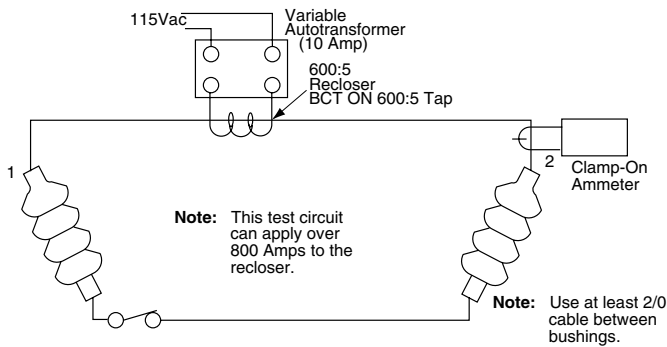 115Vac
Variable
Autotransformer
(10 Amp)
600:5
Recloser
BCT ON 600:5 Tap
1
2
Clamp-On
Ammeter
Note: This test circuit
can apply over
800 Amps to the
recloser.
Note: Use at least 2/0
cable between
bushings.